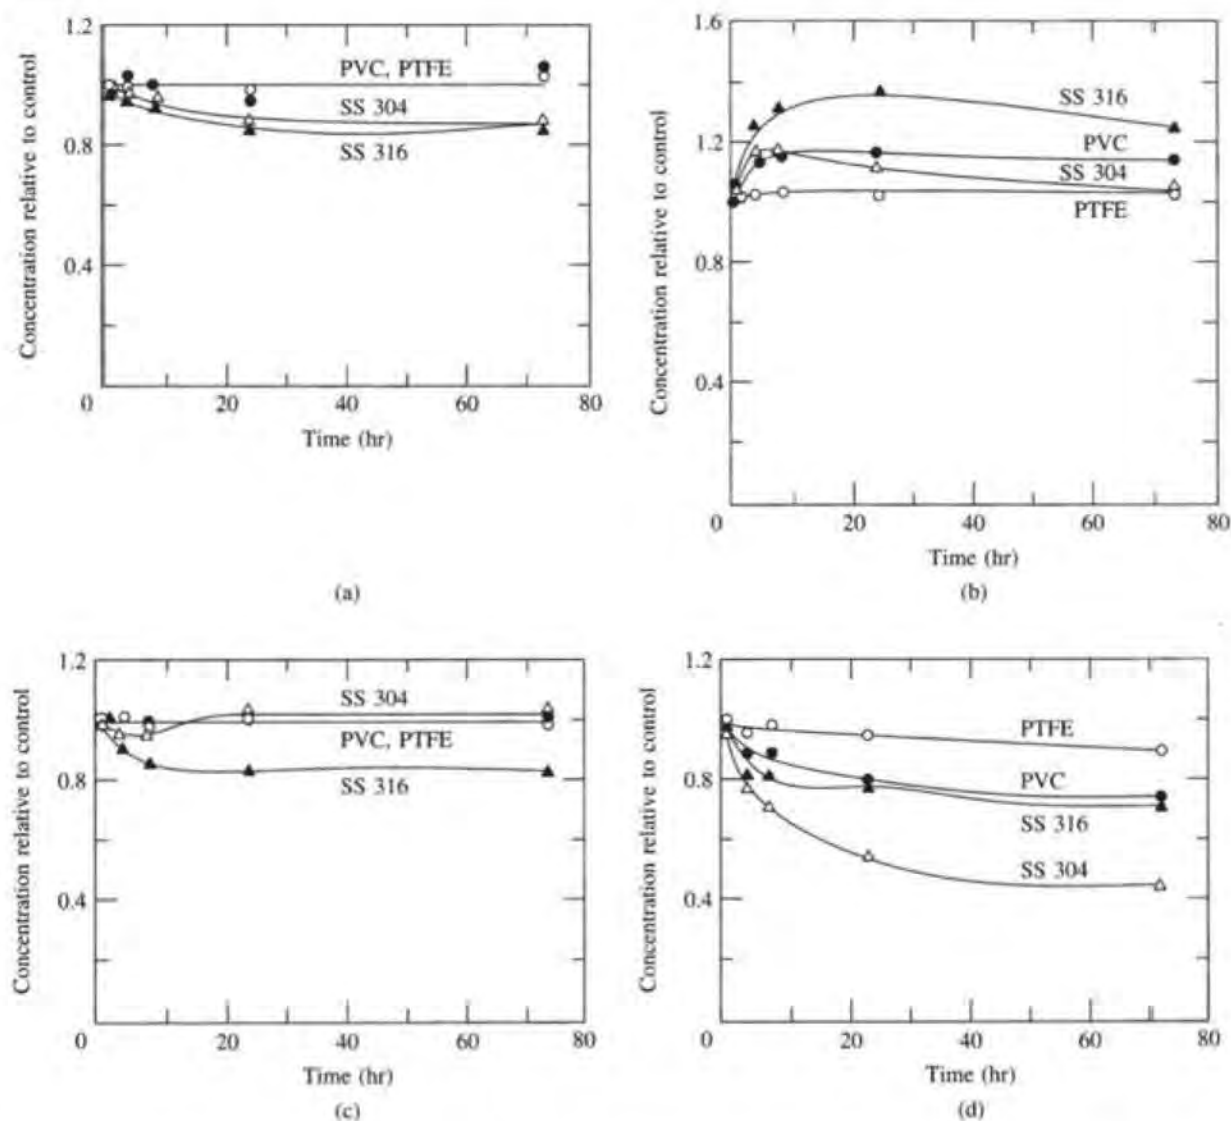 1.2
0.8
0.4
0
20
40
60
80
Concentration relative to control
Time (hr)
PVC, PTFE
SS 304
SS 316
(a)
1.6
1.2
0.8
0.4
0
20
40
60
80
Concentration relative to control
Time (hr)
SS 316
PVC
SS 304
PTFE
(b)
1.2
0.8
0.4
0
20
40
60
80
Concentration relative to control
Time (hr)
SS 304
PVC, PTFE
SS 316
(c)
1.2
0.8
0.4
0
20
40
60
80
Concentration relative to control
Time (hr)
PTFE
PVC
SS 316
SS 304
(d)